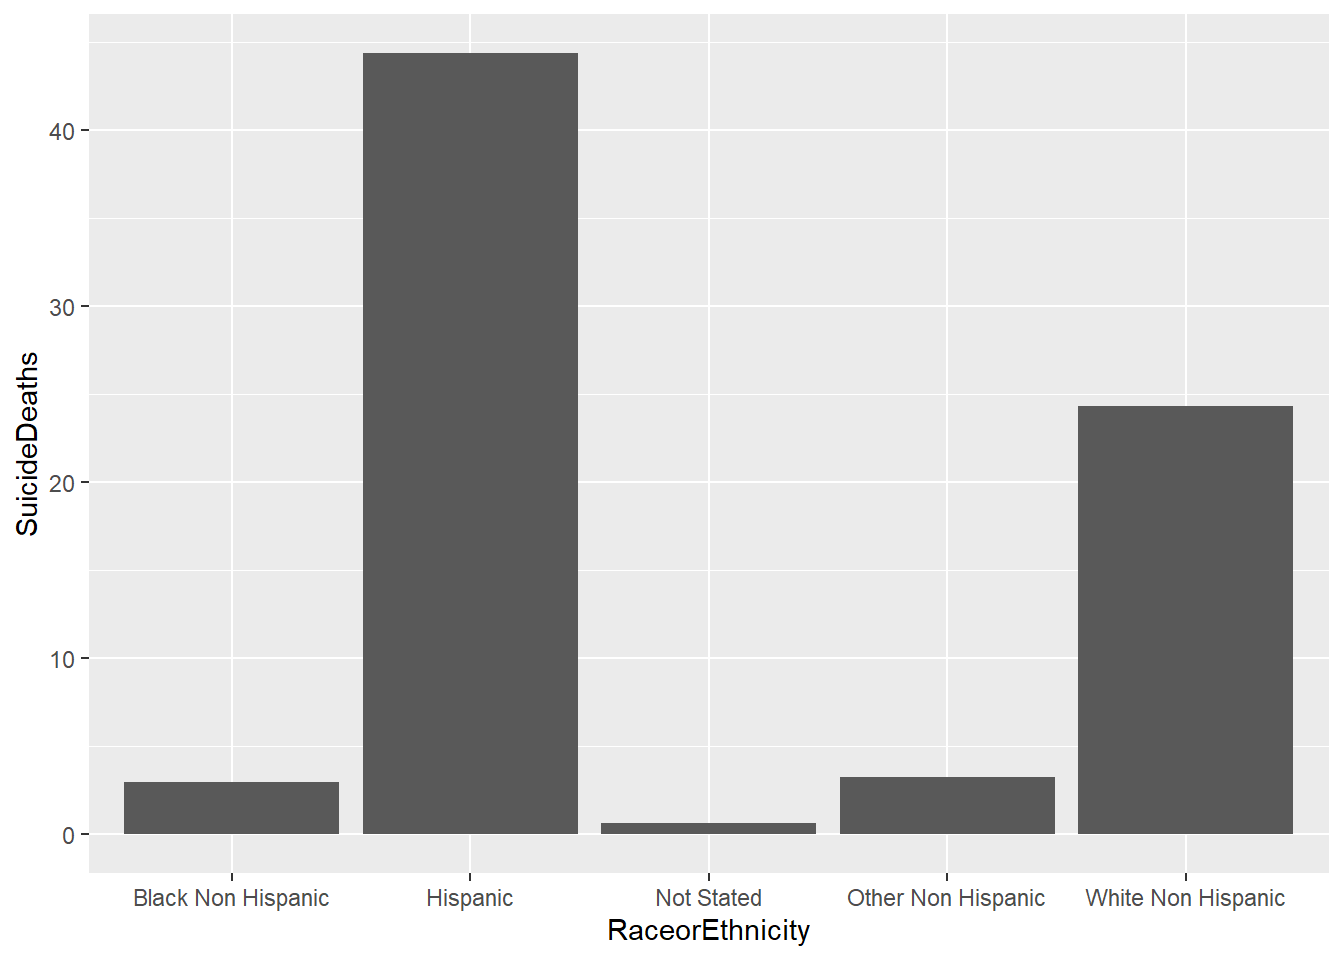 SuicideDeaths
40
30
20
10
0
Black Non Hispanic
Hispanic
Not Stated
Other Non Hispanic
White Non Hispanic
RaceorEthnicity